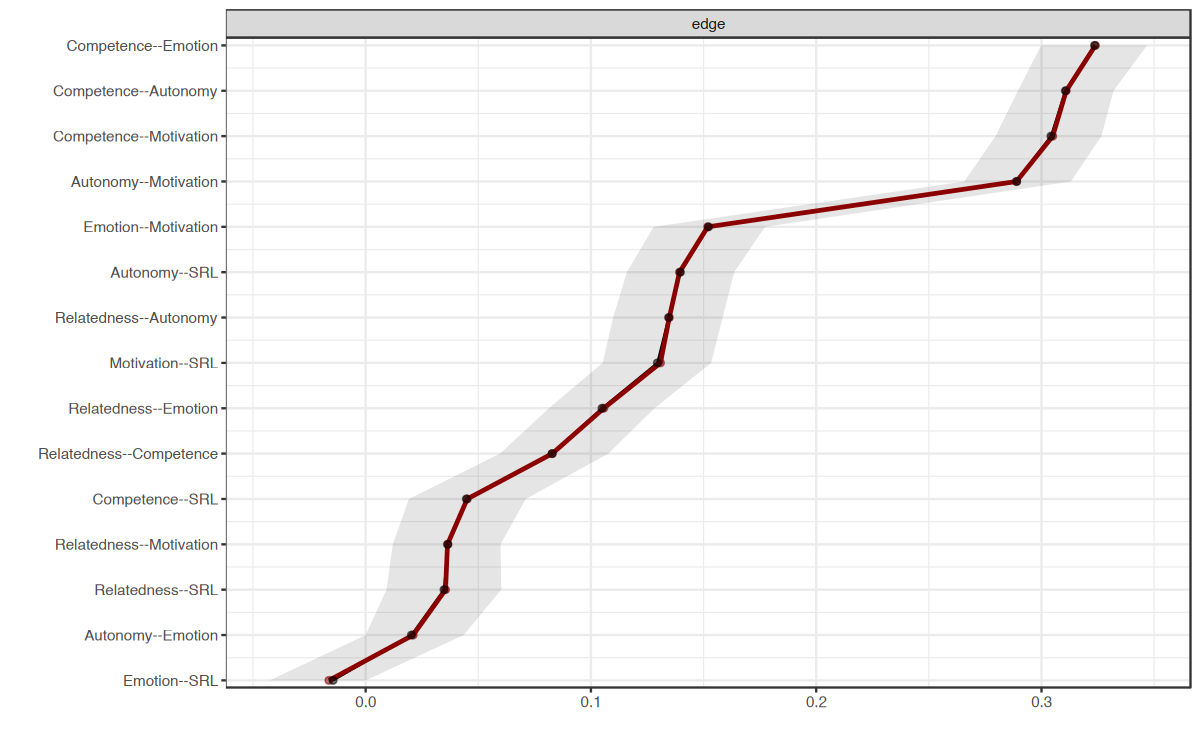 edge
Competence--Emotion
Competence--Autonomy
Competence--Motivation
Autonomy--Motivation
Emotion--Motivation
Autonomy--SRL
Relatedness--Autonomy
Motivation--SRL
Relatedness--Emotion
Relatedness--Competence
Competence--SRL
Relatedness--Motivation
Relatedness--SRL
Autonomy--Emotion
Emotion--SRL
0.0 0.1 0.2 0.3